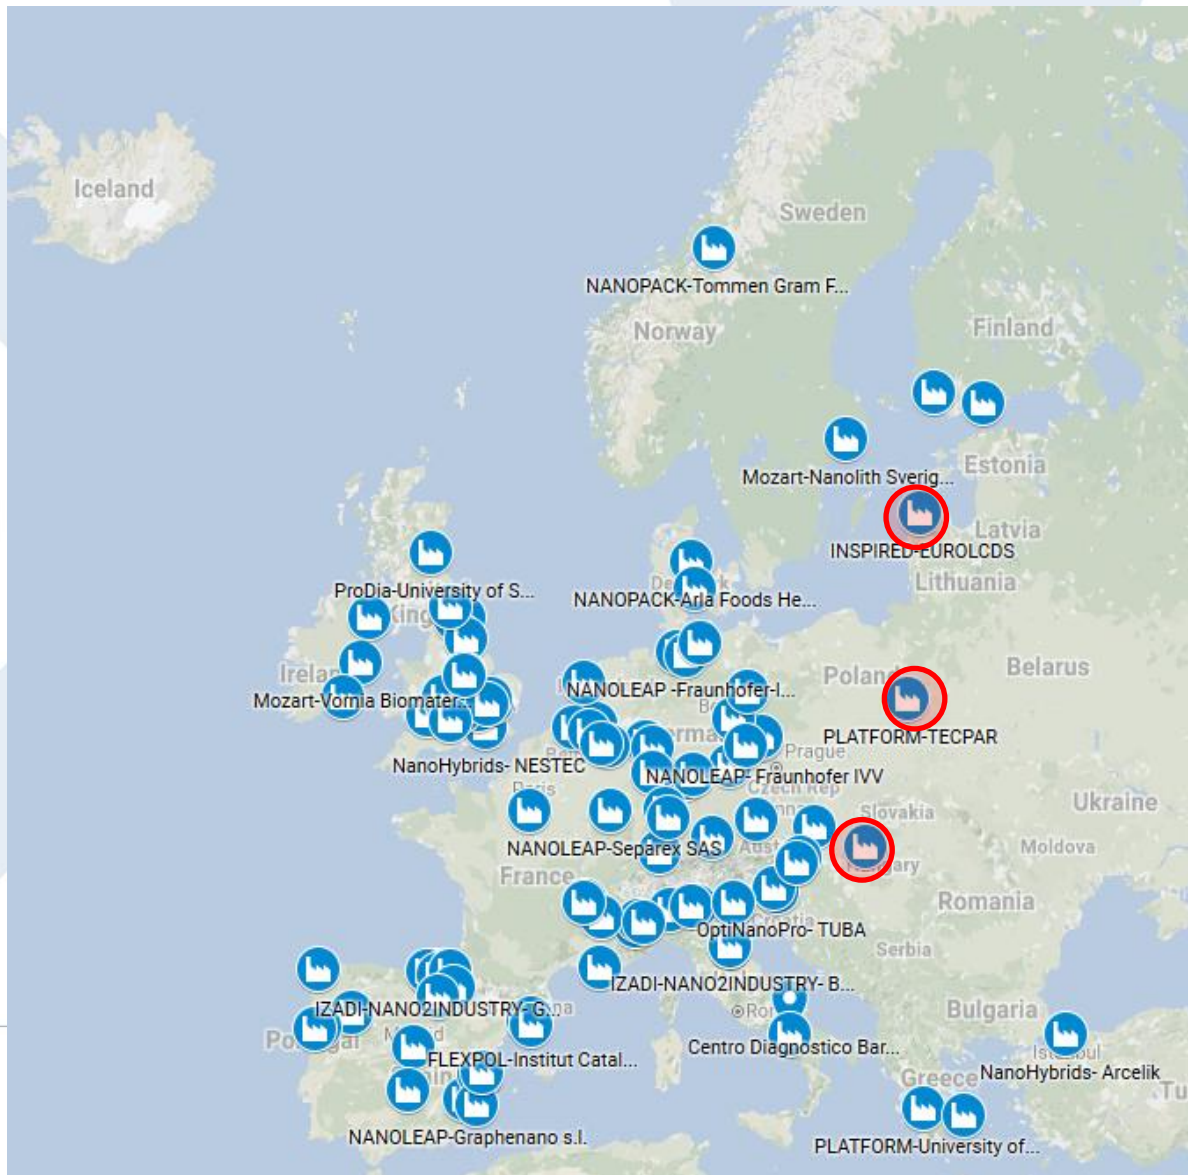 Iceland
Sweden
NANOPACK-Tommen Gram F...
Norway
Finland
Estonia
Mozart-Nanolith Sverig...
Latvia
INSPIRED-EUROLCDS
Lithuania
ProDia-University of S...
NANOPACK-Arla Foods He...
Belarus
Poland
Mozart-Vornia Biomater...
NANOLEAP -Fraunhofer-I...
PLATFORM-TECPAR
Prague
NanoHybrids- NESTEC
NANOLEAP- Fraunhofer IVV
Ukraine
Slovakia
NANOLEAP-Separex SAS
Moldova
France
Romania
OptiNanoPro- TUBA
Serbia
IZADI-NANO2INDUSTRY- B...
IZADI-NANO2INDUSTRY- G...
Bulgaria
Centro Diagnostico Bar...
FLEXPOL-Institut Catal...
NanoHybrids- Arcelik
Greece
NANOLEAP-Graphenano s.l.
PLATFORM-University of...